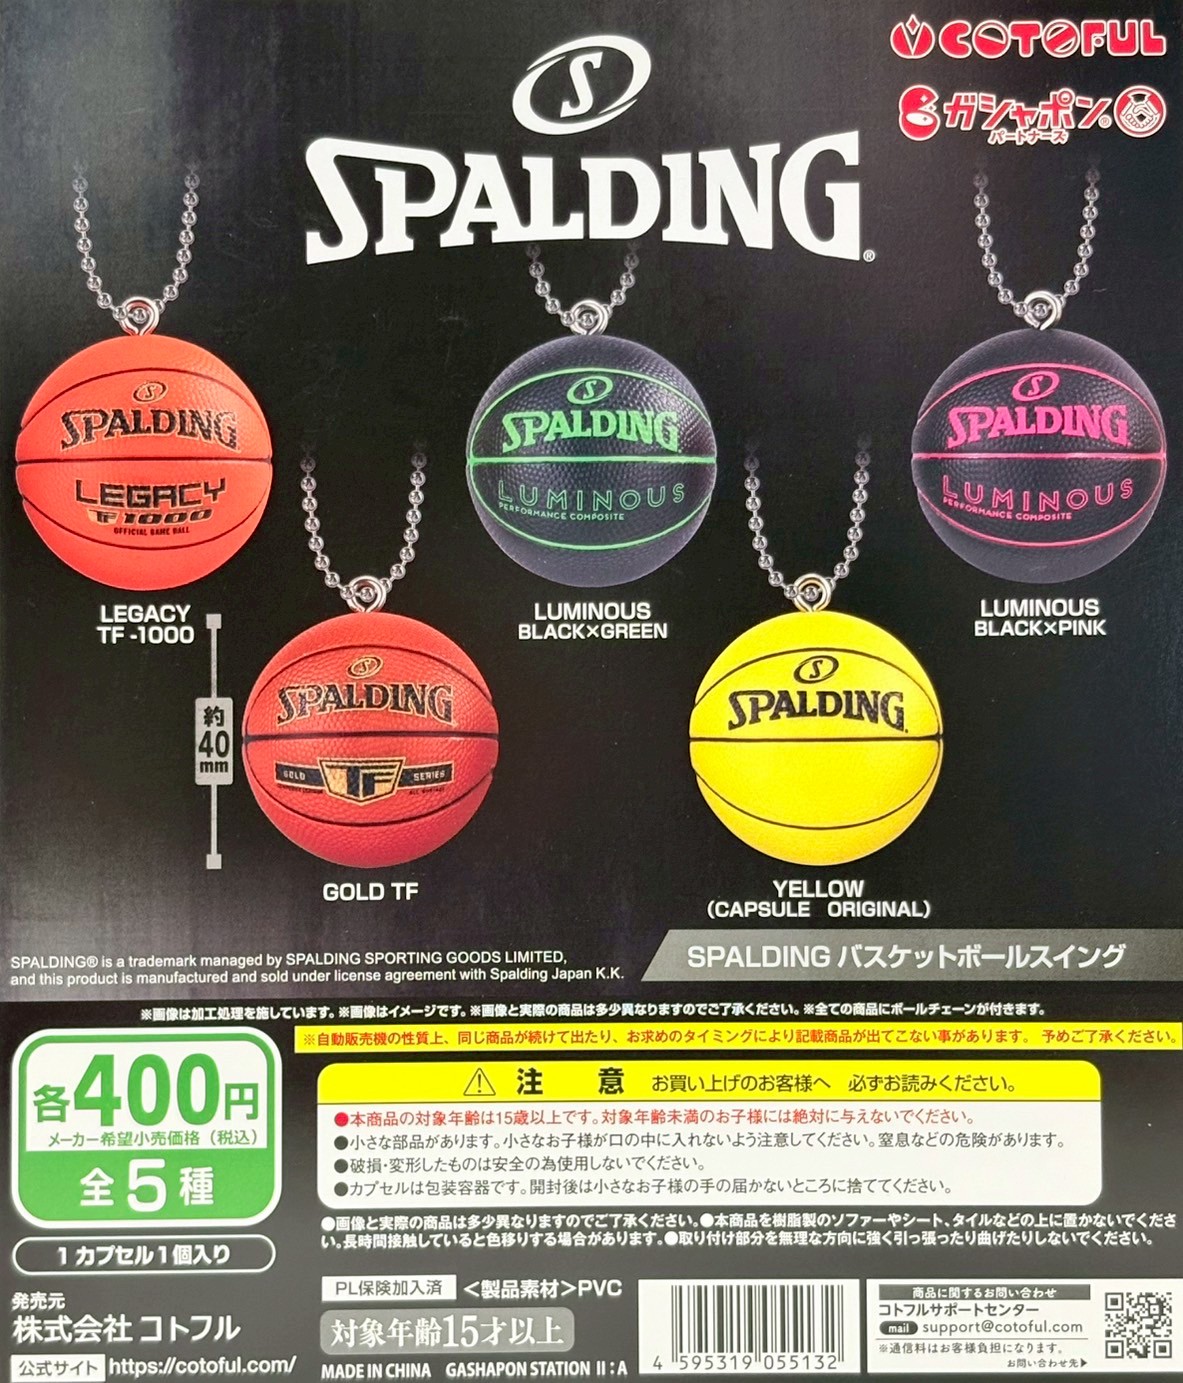 COTOFUL
ガシャポン®
パートナーズ
SPALDING®
SPALDING
LEGACY
TF 1000
OFFICIAL GAME BALL
SPALDING
LUMINOUS
PERFORMANCE COMPOSITE
SPALDING
LUMINOUS
PERFORMANCE COMPOSITE
LEGACY
TF -1000
LUMINOUS
BLACK×GREEN
LUMINOUS
BLACK×PINK
約
40
mm
SPALDING
GOLD TF SERIES
SPALDING
GOLD TF
YELLOW
(CAPSULE ORIGINAL)
SPALDING® is a trademark managed by SPALDING SPORTING GOODS LIMITED,
and this product is manufactured and sold under license agreement with Spalding Japan K.K.
SPALDING バスケットボールスイング
※画像は加工処理を施しています。※画像はイメージです。※画像と実際の商品は多少異なりますのでご了承ください。※全ての商品にボールチェーンが付きます。
※自動販売機の性質上、同じ商品が続けて出たり、お求めのタイミングにより記載商品が出てこない事があります。 予めご了承ください。
各400円
メーカー希望小売価格（税込）
全5種
1カプセル1個入り
⚠ 注 意 お買い上げのお客様へ 必ずお読みください。
●本商品の対象年齢は15歳以上です。対象年齢未満のお子様には絶対に与えないでください。
●小さな部品があります。小さなお子様が口の中に入れないよう注意してください。窒息などの危険があります。
●破損・変形したものは安全の為使用しないでください。
●カプセルは包装容器です。開封後は小さなお子様の手の届かないところに捨ててください。
●画像と実際の商品は多少異なりますのでご了承ください。●本商品を樹脂製のソファーやシート、タイルなどの上に置かないでくださ
い。長時間接触していると色移りする場合があります。●取り付け部分を無理な方向に強く引っ張ったり曲げたりしないでください。
発売元
株式会社 コトフル
公式サイト https://cotoful.com/
PL保険加入済 <製品素材>PVC
対象年齢15才以上
MADE IN CHINA GASHAPON STATION II:A
4 595319 055132
商品に関するお問い合わせ
コトフルサポートセンター
mail support@cotoful.com
※通信料はお客様負担になります。
お問い合わせ先▶